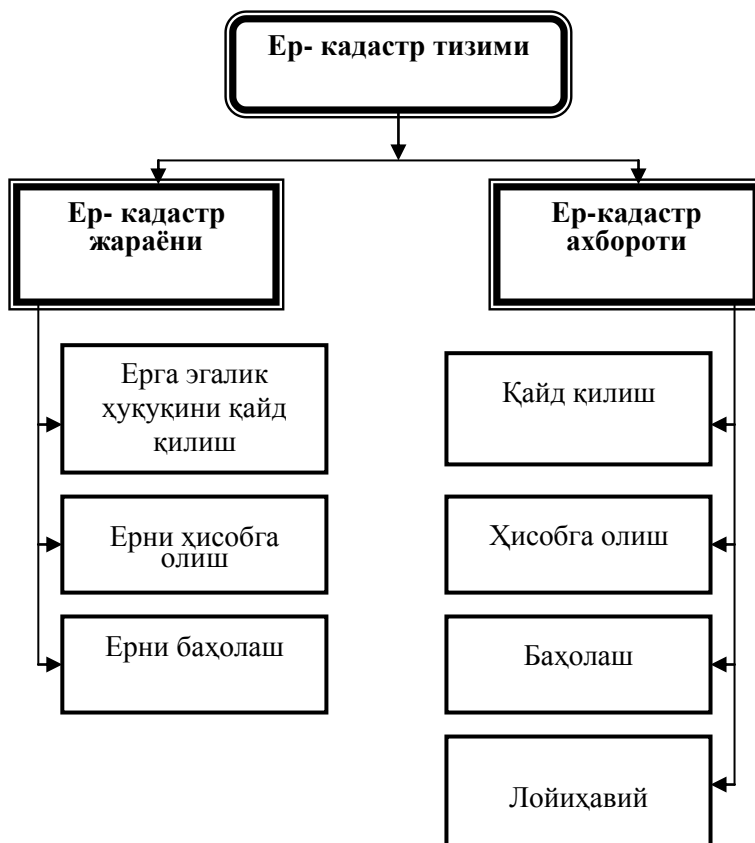 Ер- кадастр тизими
Ер- кадастр
жараёни
Ер-кадастр
ахбороти
Ерга эгалик
ҳуқуқини қайд
қилиш
Ерни ҳисобга
олиш
Ерни баҳолаш
Қайд қилиш
Ҳисобга олиш
Баҳолаш
Лойиҳавий